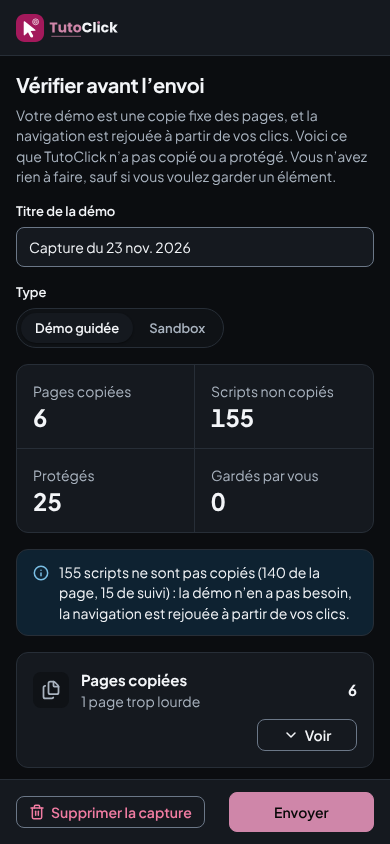 TutoClick
Vérifier avant l’envoi
Votre démo est une copie fixe des pages, et la
navigation est rejouée à partir de vos clics. Voici ce
que TutoClick n’a pas copié ou a protégé. Vous n’avez
rien à faire, sauf si vous voulez garder un élément.
Titre de la démo
Capture du 23 nov. 2026
Type
Démo guidée
Sandbox
Pages copiées
6
Scripts non copiés
155
Protégés
25
Gardés par vous
0
155 scripts ne sont pas copiés (140 de la
page, 15 de suivi) : la démo n’en a pas besoin,
la navigation est rejouée à partir de vos clics.
Pages copiées
1 page trop lourde
6
Voir
Supprimer la capture
Envoyer